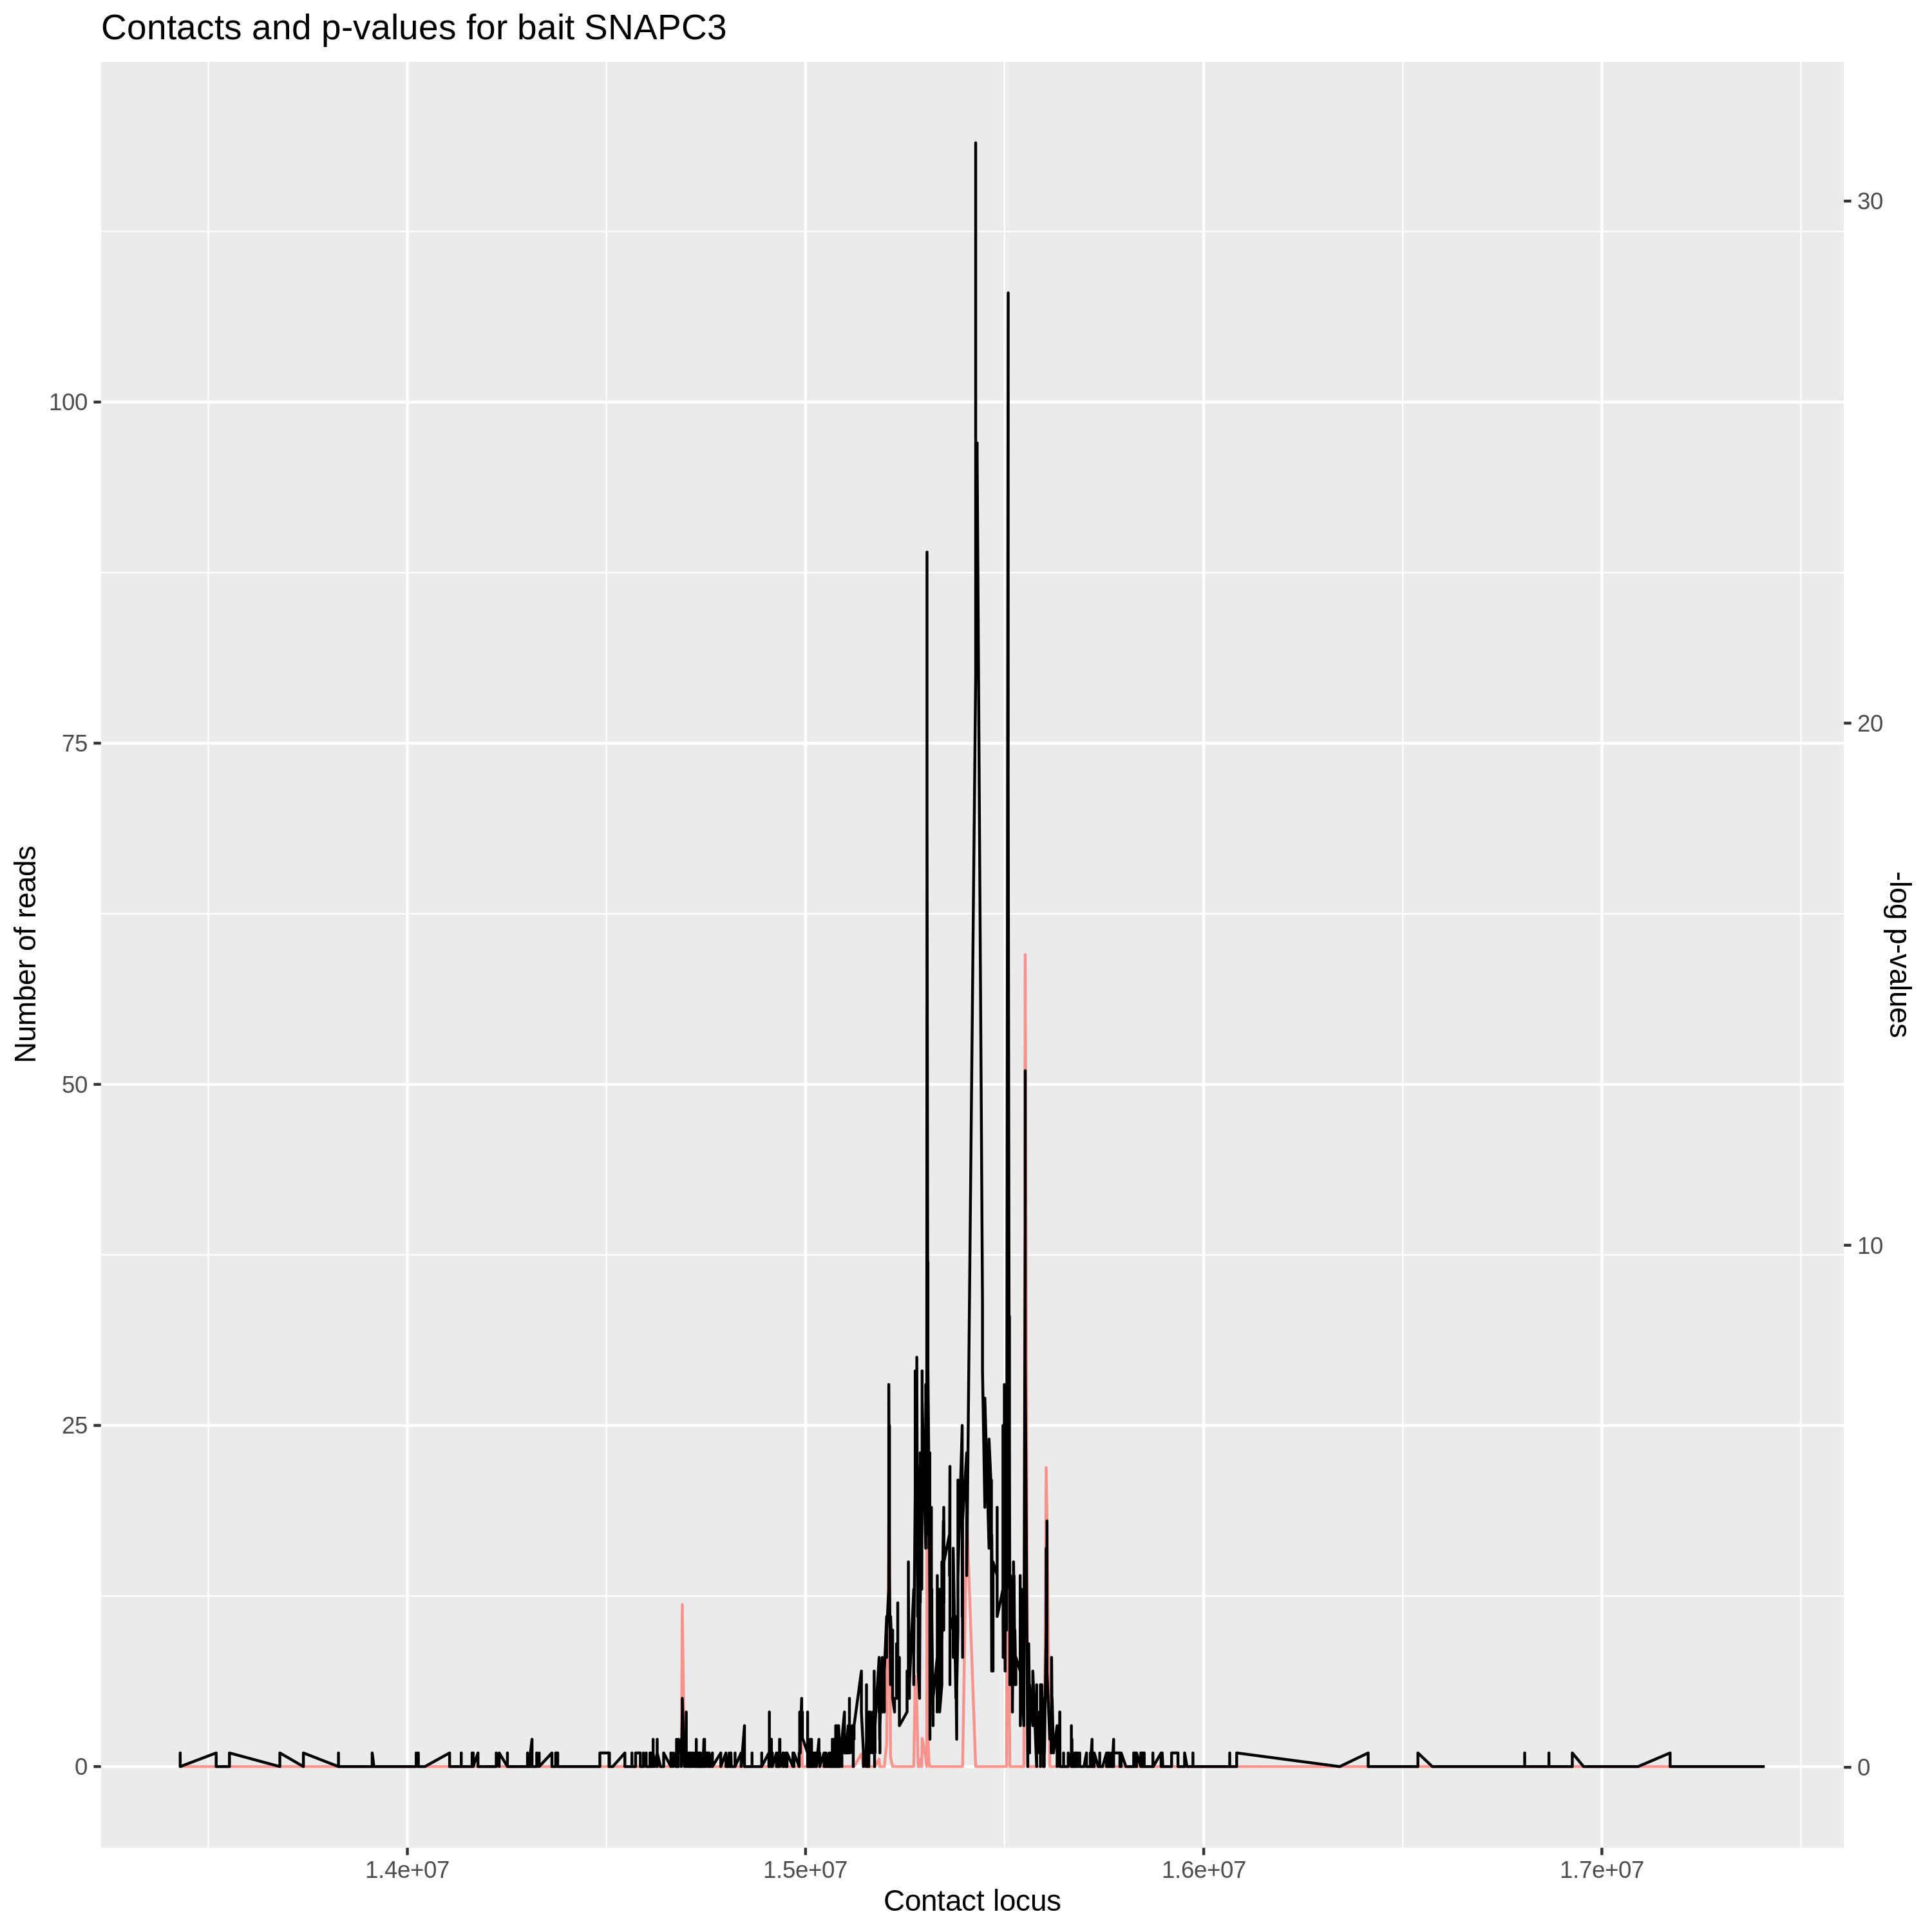 Contacts and p-values for bait SNAPC3
Number of reads
100
75
50
25
0
30
20
10
0
-log p-values
1.4e+07
1.5e+07
1.6e+07
1.7e+07
Contact locus